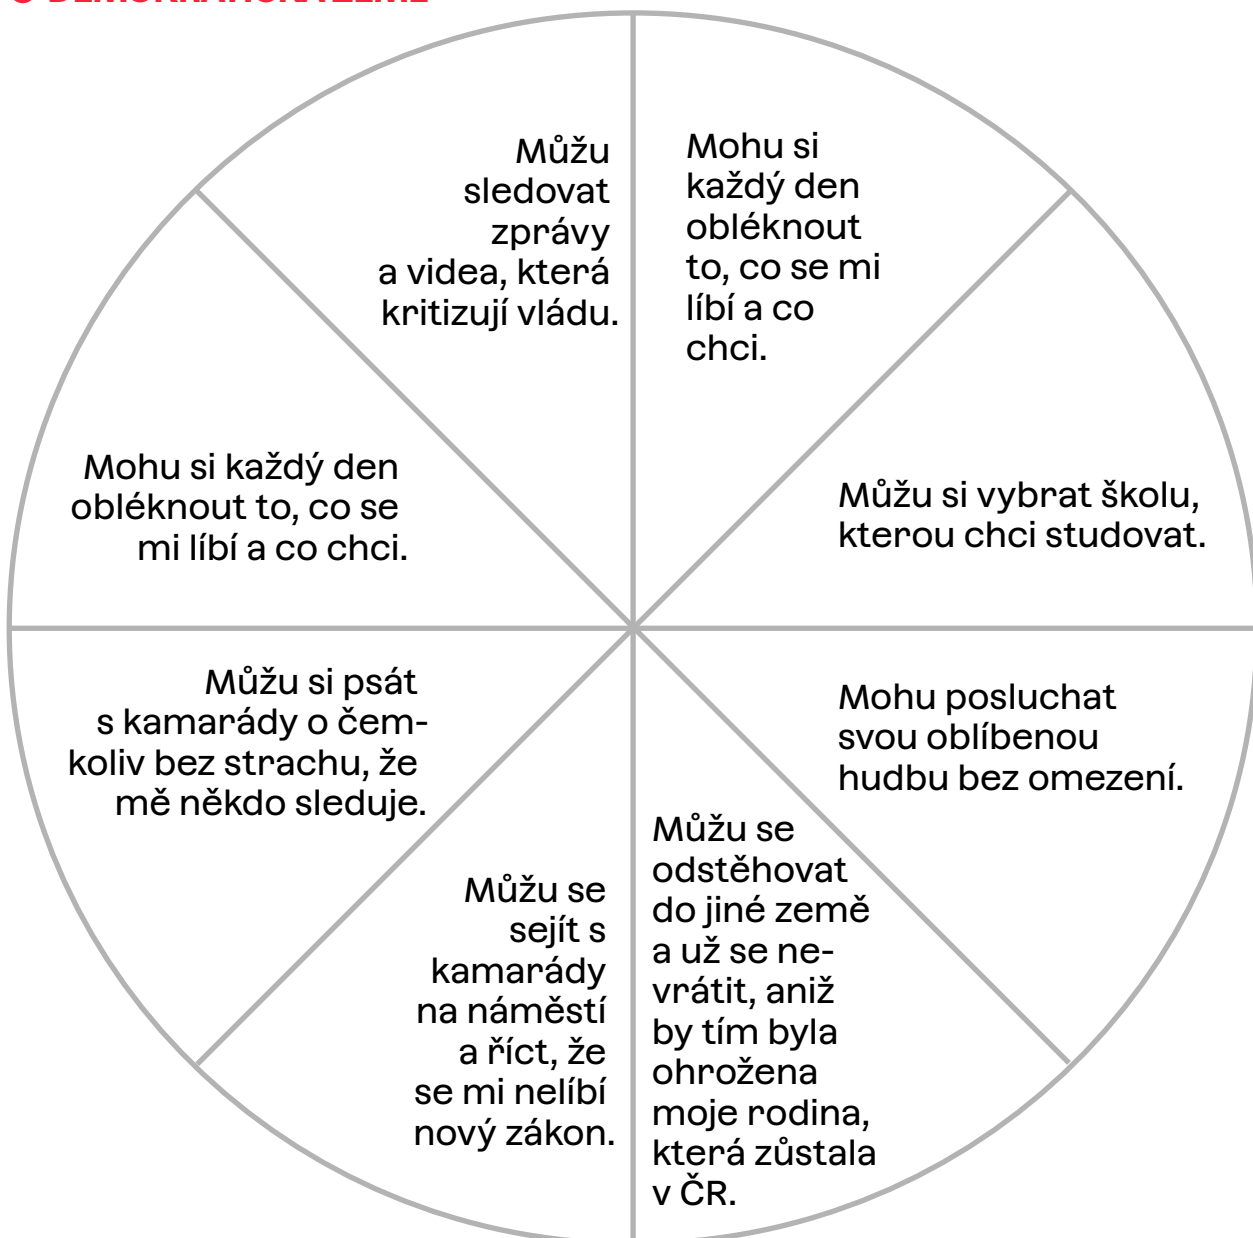 Můžu
sledovat
zprávy
a videa, která
kritizují vládu.
Mohu si
každý den
obléknout
to, co se mi
líbí a co
chci.
Mohu si každý den
obléknout to, co se
mi líbí a co chci.
Můžu si vybrat školu,
kterou chci studovat.
Můžu si psát
s kamarády o čem-
koliv bez strachu, že
mě někdo sleduje.
Mohu posluchat
svou oblíbenou
hudbu bez omezení.
Můžu se
sejít s
kamarády
na náměstí
a říct, že
se mi nelíbí
nový zákon.
Můžu se
odstěhovat
do jiné země
a už se ne-
vrátit, aniž
by tím byla
ohrožena
moje rodina,
která zůstala
v ČR.